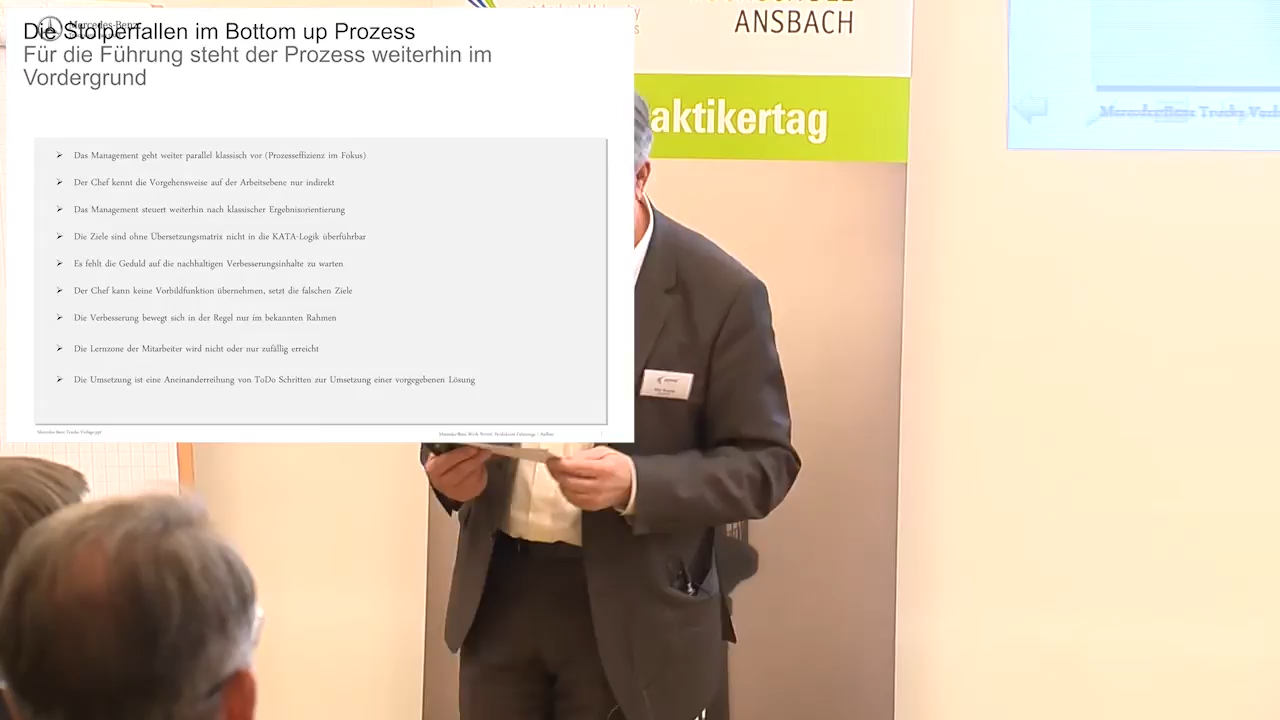 Die Stolperfallen im Bottom up Prozess
Für die Führung steht der Prozess weiterhin im
Vordergrund
➢ Das Management geht weiter parallel klassisch vor (Prozesseffizienz im Fokus)
➢ Der Chef kennt die Vorgehensweise auf der Arbeitsebene nur indirekt
➢ Das Management steuert weiterhin nach klassischer Ergebnisorientierung
➢ Die Ziele sind ohne Übersetzungsmatrix nicht in die KATA-Logik überführbar
➢ Es fehlt die Geduld auf die nachhaltigen Verbesserungsinhalte zu warten
➢ Der Chef kann keine Vorbildfunktion übernehmen, setzt die falschen Ziele
➢ Die Verbesserung bewegt sich in der Regel nur im bekannten Rahmen
➢ Die Lernzone der Mitarbeiter wird nicht oder nur zufällig erreicht
➢ Die Umsetzung ist eine Aneinanderreihung von ToDo Schritten zur Umsetzung einer vorgegebenen Lösung
ANSBACH
aktikertag
Mercedes-Benz Trucks